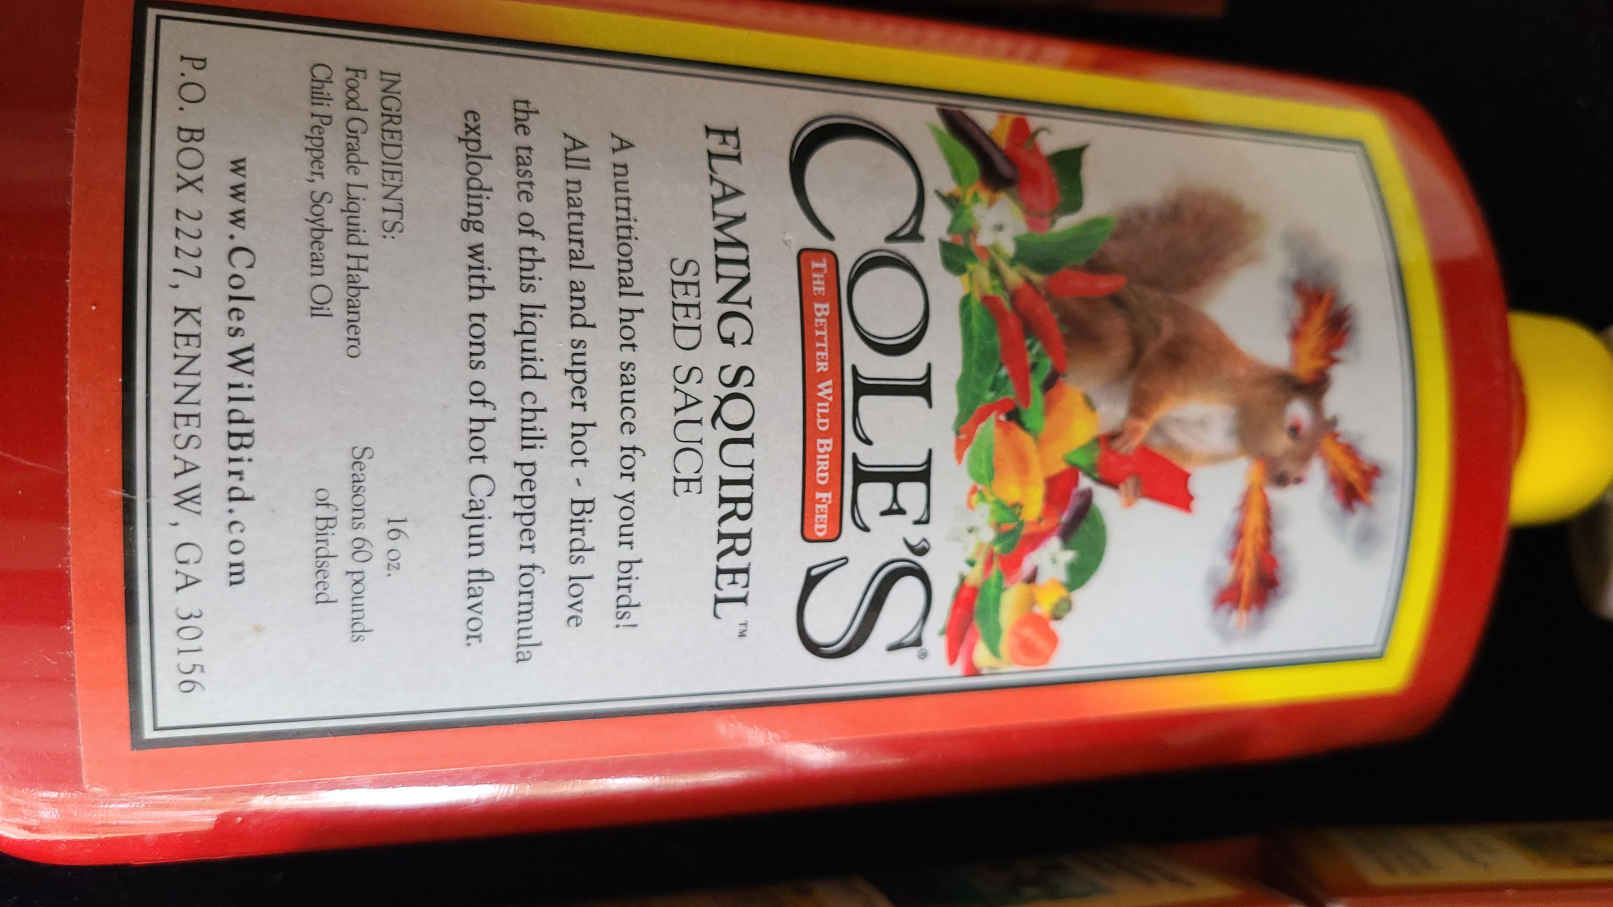 COLE'S®
THE BETTER WILD BIRD FEED
FLAMING SQUIRREL™
SEED SAUCE
A nutritional hot sauce for your birds!
All natural and super hot - Birds love
the taste of this liquid chili pepper formula
exploding with tons of hot Cajun flavor.
INGREDIENTS:
Food Grade Liquid Habanero
Chili Pepper, Soybean Oil
16 oz.
Seasons 60 pounds
of Birdseed
www.ColesWildBird.com
P.O. BOX 2227, KENNESAW, GA 30156